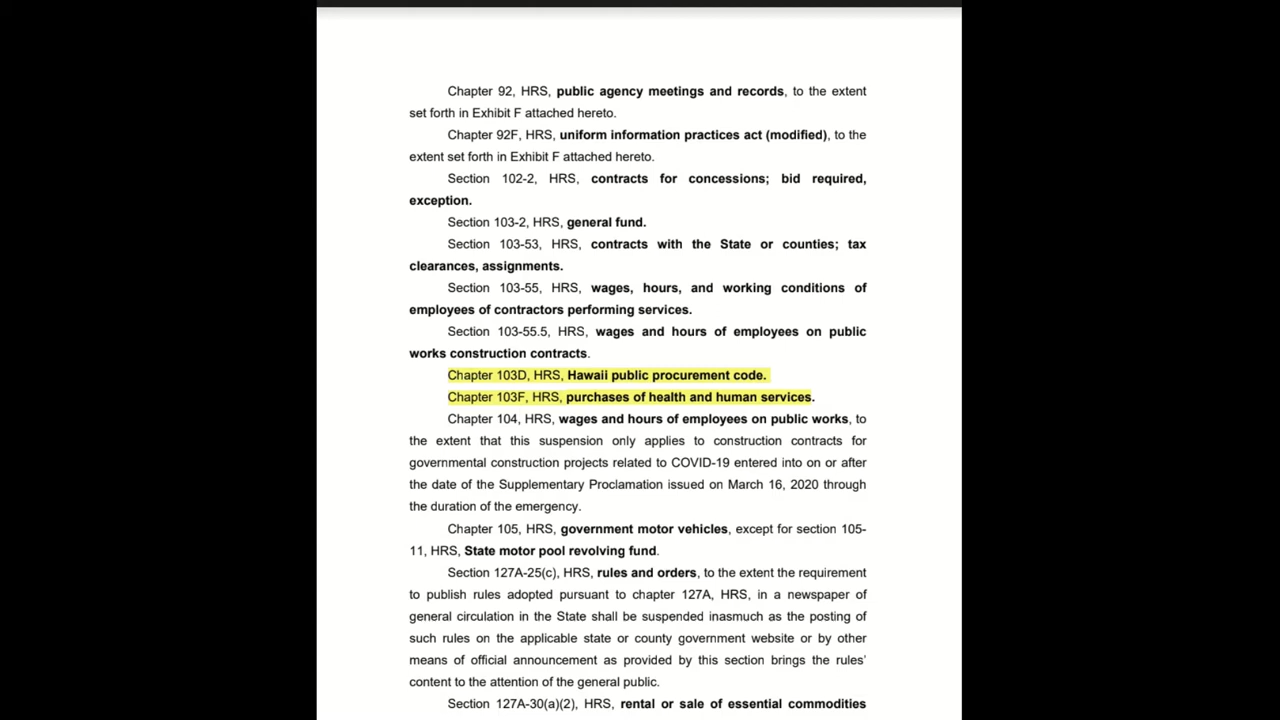 Chapter 92, HRS, public agency meetings and records, to the extent
set forth in Exhibit F attached hereto.
Chapter 92F, HRS, uniform information practices act (modified), to the
extent set forth in Exhibit F attached hereto.
Section 102-2, HRS, contracts for concessions; bid required,
exception.
Section 103-2, HRS, general fund.
Section 103-53, HRS, contracts with the State or counties; tax
clearances, assignments.
Section 103-55, HRS, wages, hours, and working conditions of
employees of contractors performing services.
Section 103-55.5, HRS, wages and hours of employees on public
works construction contracts.
Chapter 103D, HRS, Hawaii public procurement code.
Chapter 103F, HRS, purchases of health and human services.
Chapter 104, HRS, wages and hours of employees on public works, to
the extent that this suspension only applies to construction contracts for
governmental construction projects related to COVID-19 entered into on or after
the date of the Supplementary Proclamation issued on March 16, 2020 through
the duration of the emergency.
Chapter 105, HRS, government motor vehicles, except for section 105-
11, HRS, State motor pool revolving fund.
Section 127A-25(c), HRS, rules and orders, to the extent the requirement
to publish rules adopted pursuant to chapter 127A, HRS, in a newspaper of
general circulation in the State shall be suspended inasmuch as the posting of
such rules on the applicable state or county government website or by other
means of official announcement as provided by this section brings the rules'
content to the attention of the general public.
Section 127A-30(a)(2), HRS, rental or sale of essential commodities